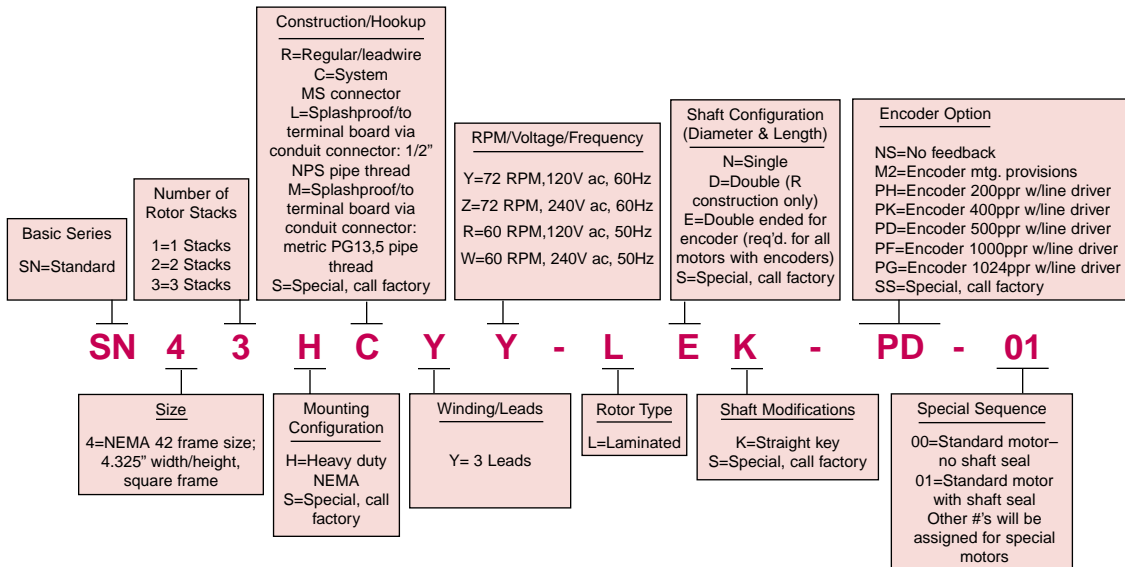 Construction/Hookup
R=Regular/leadwire
C=System
MS connector
L=Splashproof/to
terminal board via
conduit connector: 1/2”
NPS pipe thread
M=Splashproof/to
terminal board via
conduit connector:
metric PG13,5 pipe
thread
S=Special, call factory
Basic Series
SN=Standard
Number of
Rotor Stacks
1=1 Stacks
2=2 Stacks
3=3 Stacks
RPM/Voltage/Frequency
Y=72 RPM,120V ac, 60Hz
Z=72 RPM, 240V ac, 60Hz
R=60 RPM,120V ac, 50Hz
W=60 RPM, 240V ac, 50Hz
Shaft Configuration
(Diameter & Length)
N=Single
D=Double (R
construction only)
E=Double ended for
encoder (req’d. for all
motors with encoders)
S=Special, call factory
Encoder Option
NS=No feedback
M2=Encoder mtg. provisions
PH=Encoder 200ppr w/line driver
PK=Encoder 400ppr w/line driver
PD=Encoder 500ppr w/line driver
PF=Encoder 1000ppr w/line driver
PG=Encoder 1024ppr w/line driver
SS=Special, call factory
SN 4 3 H C Y Y - L E K - PD - 01
Size
4=NEMA 42 frame size;
4.325” width/height,
square frame
Mounting
Configuration
H=Heavy duty
NEMA
S=Special, call
factory
Winding/Leads
Y= 3 Leads
Rotor Type
L=Laminated
Shaft Modifications
K=Straight key
S=Special, call factory
Special Sequence
00=Standard motor–
no shaft seal
01=Standard motor
with shaft seal
Other #’s will be
assigned for special
motors